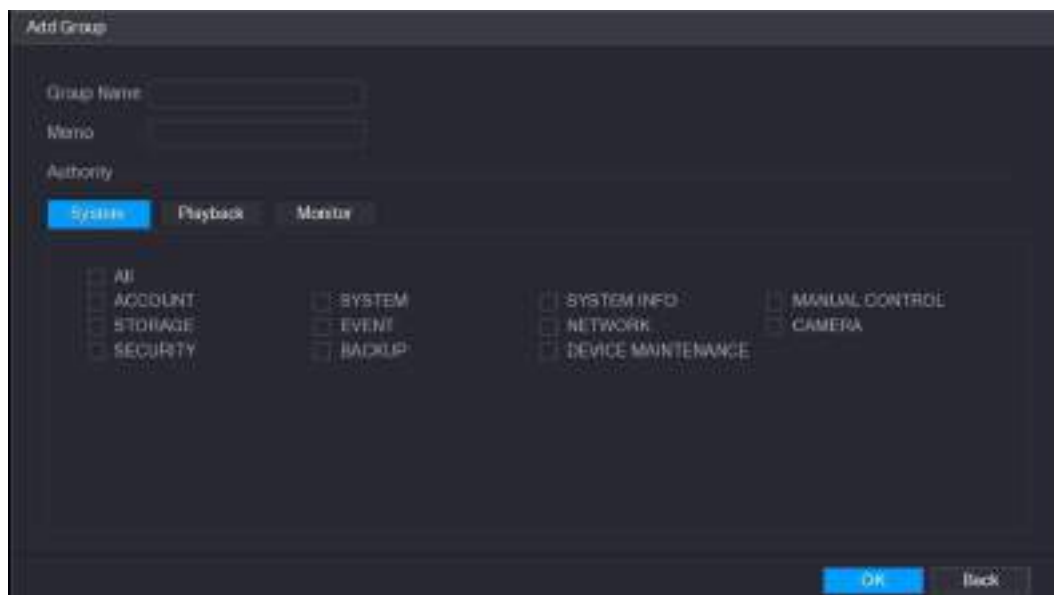 Add Group
Group Name
Memo
Authority
System Playback Monitor
All
ACCOUNT SYSTEM SYSTEM INFO MANUAL CONTROL
STORAGE EVENT NETWORK CAMERA
SECURITY BACKUP DEVICE MAINTENANCE
OK Back